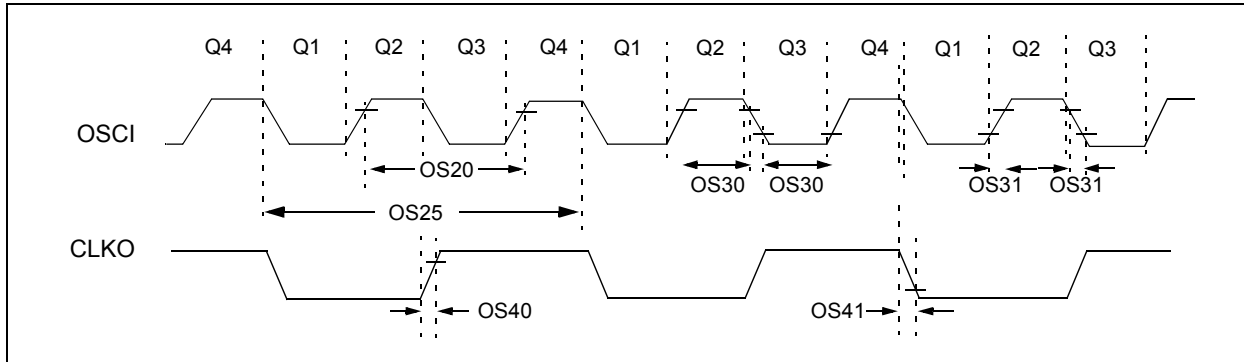 Q4 Q1 Q2 Q3 Q4 Q1 Q2 Q3 Q4 Q1 Q2 Q3
OSCI
OS20 OS30 OS30 OS31 OS31
OS25
CLKO
OS40 OS41